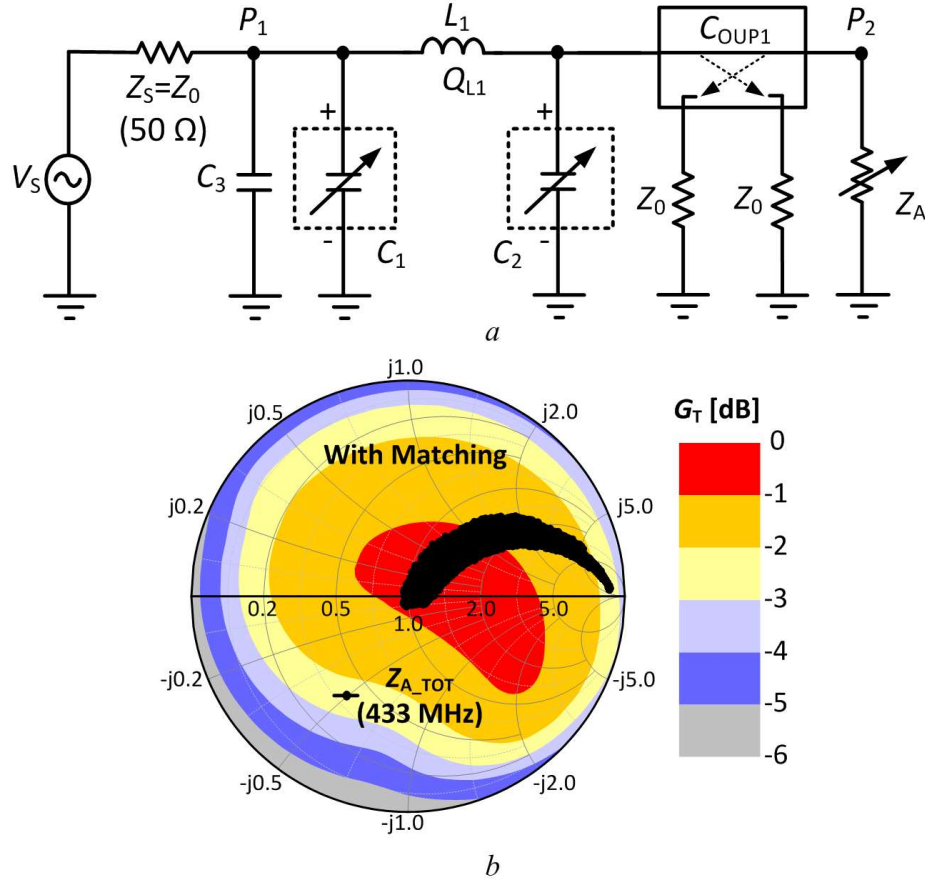 P1 L1 COUP1 P2
ZS=Z0 QL1
(50 Ω)
VS C3 + - C1 + - C2 Z0 Z0 ZA
a
j1.0
j0.5 j2.0
With Matching
j0.2 j5.0
0.2 0.5 1.0 2.0 5.0
-j0.2 -j5.0
ZA_TOT
(433 MHz)
-j0.5 -j2.0
-j1.0
GT [dB]
0
-1
-2
-3
-4
-5
-6
b